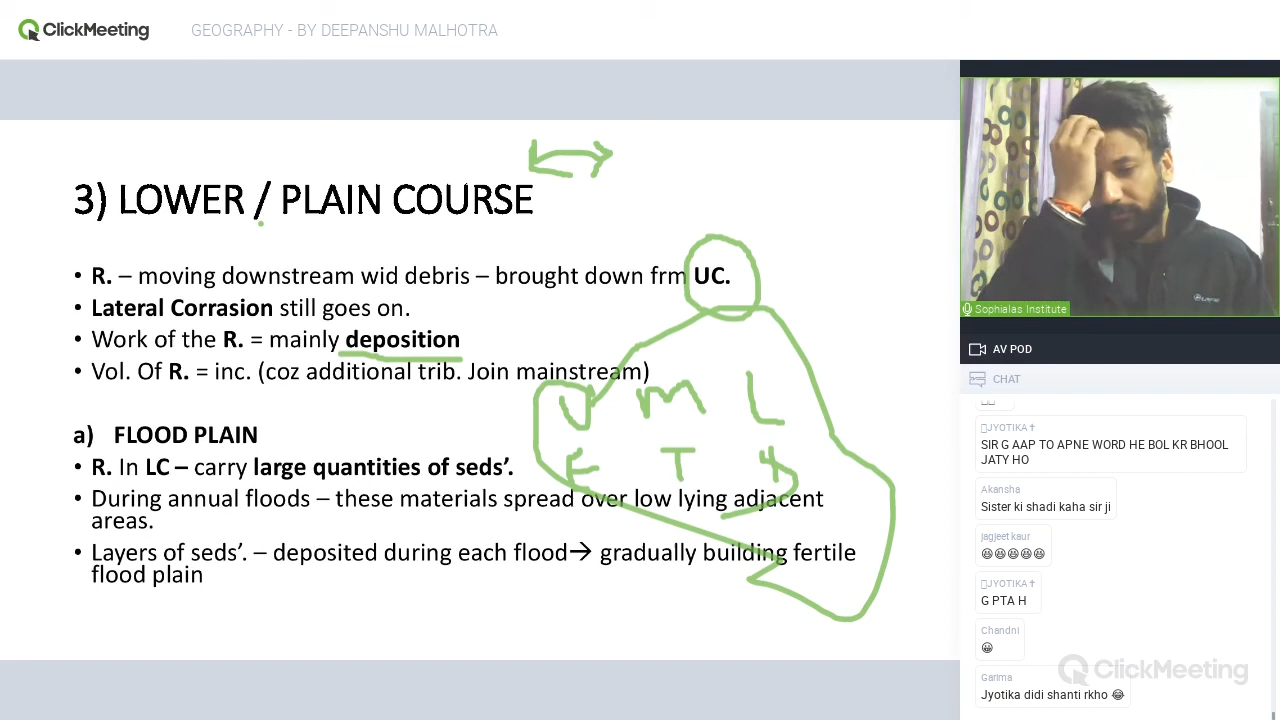 ClickMeeting
GEOGRAPHY - BY DEEPANSHU MALHOTRA
3) LOWER / PLAIN COURSE
• R. – moving downstream wid debris – brought down frm UC.
• Lateral Corrasion still goes on.
• Work of the R. = mainly deposition
• Vol. Of R. = inc. (coz additional trib. Join mainstream)
U m L
K T
a) FLOOD PLAIN
• R. In LC – carry large quantities of seds’.
• During annual floods – these materials spread over low lying adjacent
areas.
• Layers of seds’. – deposited during each flood→ gradually building fertile
flood plain
Sophialas Institute
AV POD
CHAT
JYOTIKA✝
SIR G AAP TO APNE WORD HE BOL KR BHOOL
JATY HO
Akansha
Sister ki shadi kaha sir ji
jagjeet kaur
😆😆😆😆😆
JYOTIKA✝
G PTA H
Chandni
😀
Garima
Jyotika didi shanti rkho 😂
ClickMeeting